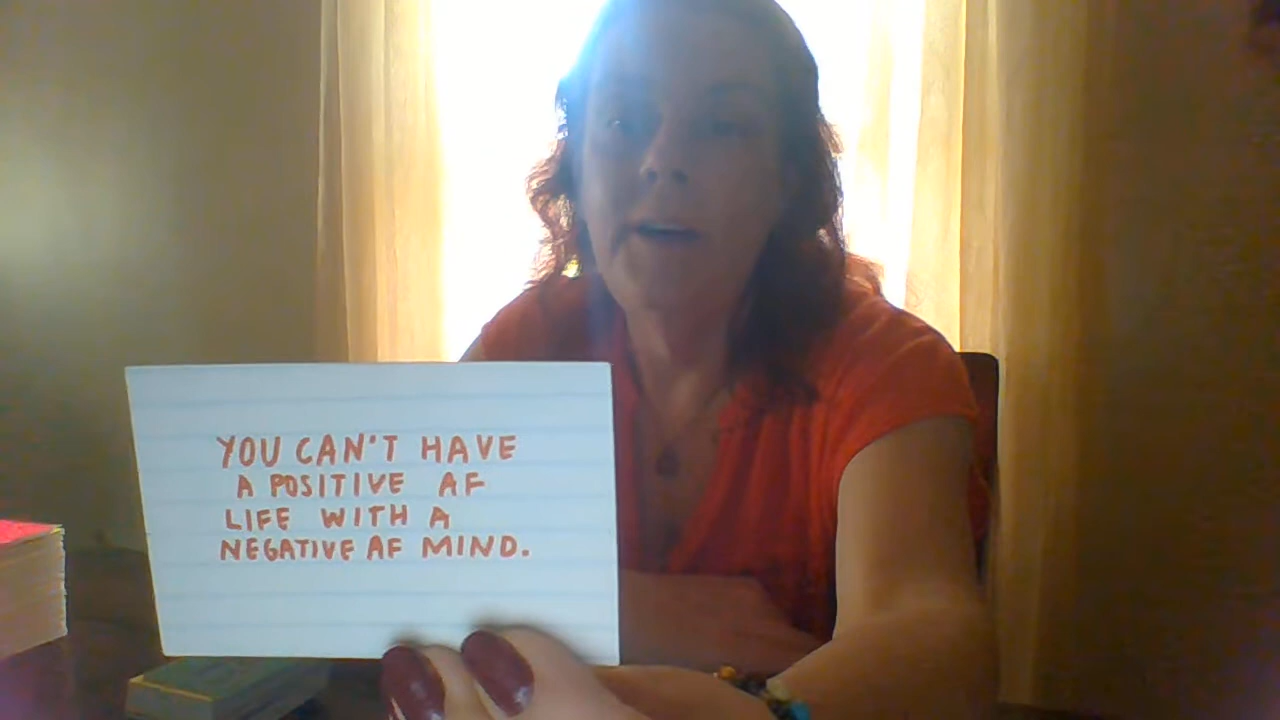 YOU CAN'T HAVE
A POSITIVE AF
LIFE WITH A
NEGATIVE AF MIND.